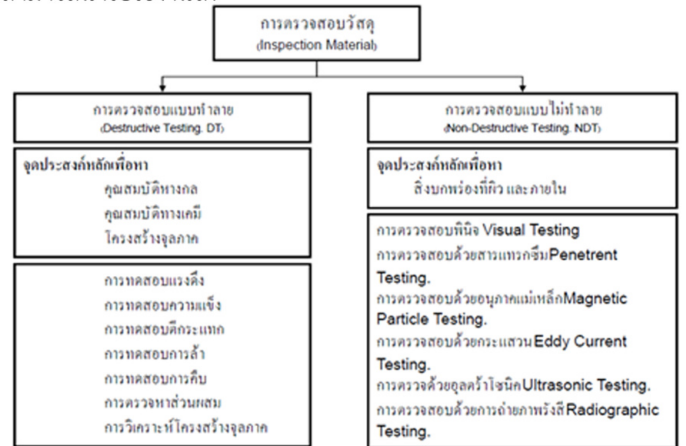 การตรวจสอบวัสดุ
(Inspection Material)
การตรวจสอบแบบทำลาย
(Destructive Testing. DT)
จุดประสงค์หลักเพื่อหา
คุณสมบัติทางกล
คุณสมบัติทางเคมี
โครงสร้างจุลภาค
การทดสอบแรงดึง
การทดสอบความแข็ง
การทดสอบตีกระแทก
การทดสอบการล้า
การทดสอบการคืบ
การตรวจหาส่วนผสม
การวิเคราะห์โครงสร้างจุลภาค
การตรวจสอบแบบไม่ทำลาย
(Non-Destructive Testing. NDT)
จุดประสงค์หลักเพื่อหา
สิ่งบกพร่องที่ผิว และ ภายใน
การตรวจสอบพินิจ Visual Testing
การตรวจสอบด้วยสารแทรกซึมPenetrent
Testing.
การตรวจสอบด้วยอนุภาคแม่เหล็กMagnetic
Particle Testing.
การตรวจสอบด้วยกระแสวน Eddy Current
Testing.
การตรวจด้วยอุลตร้าโซนิคUltrasonic Testing.
การตรวจสอบด้วยการถ่ายภาพรังสี Radiographic
Testing.